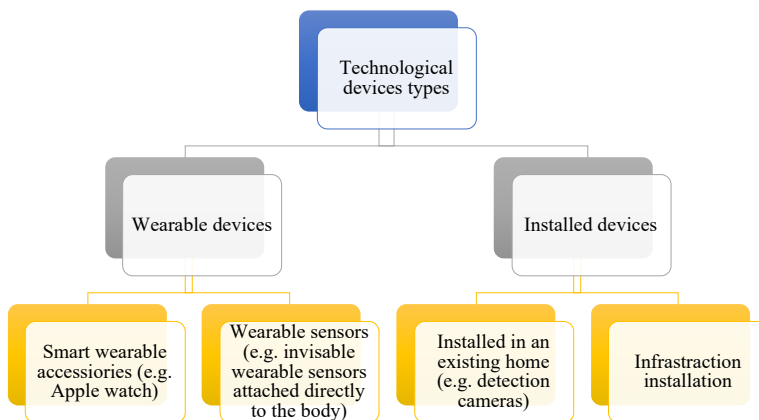 Technological
devices types
Wearable devices
Installed devices
Smart wearable
accessiories (e.g.
Apple watch)
Wearable sensors
(e.g. invisable
wearable sensors
attached directly
to the body)
Installed in an
existing home
(e.g. detection
cameras)
Infrastraction
installation